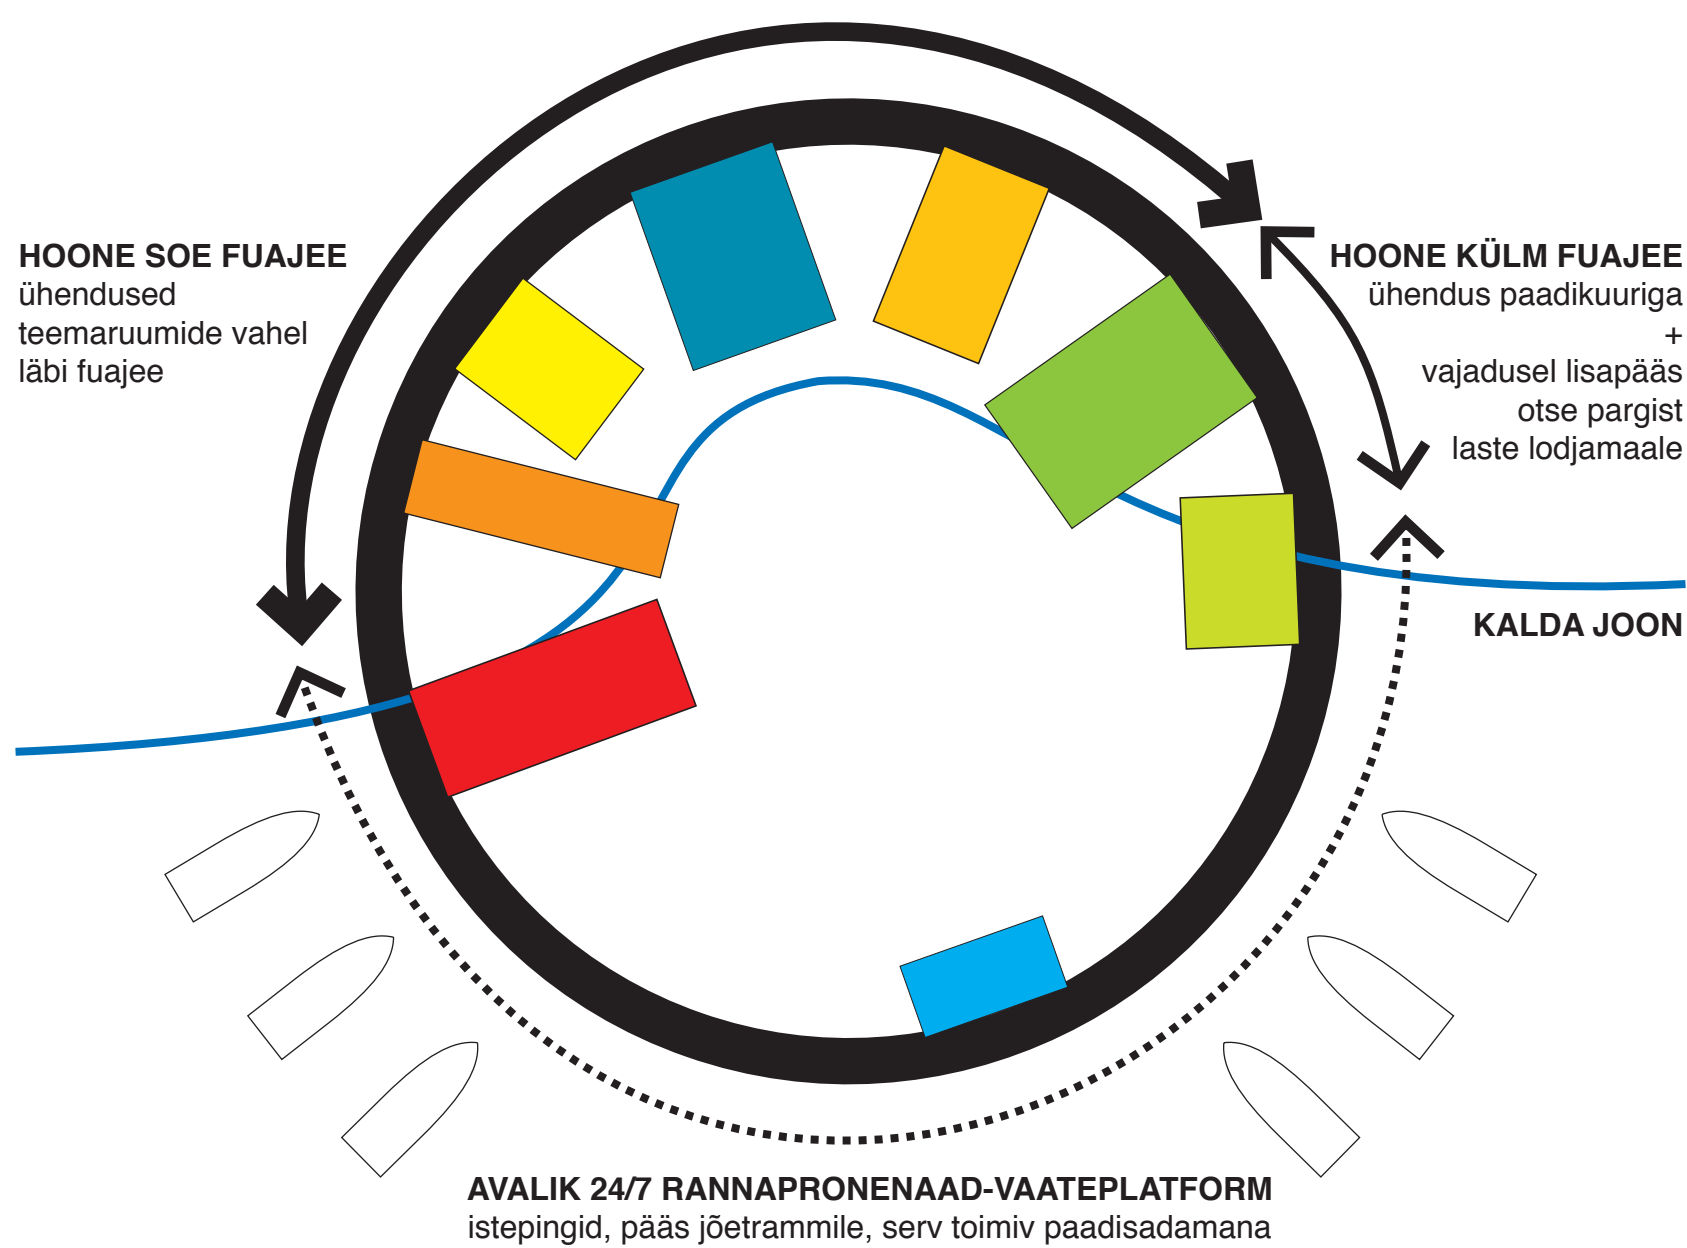 HOONE SOE FUAJEE
ühendused
teemaruumide vahel
läbi fuajee
HOONE KÜLM FUAJEE
ühendus paadikuuriga
+
vajadusel lisapääs
otse pargist
laste lodjamaale
KALDA JOON
AVALIK 24/7 RANNAPRONENAAD-VAATEPLATFORM
istepingid, pääs jõetrammile, serv toimiv paadisadamana